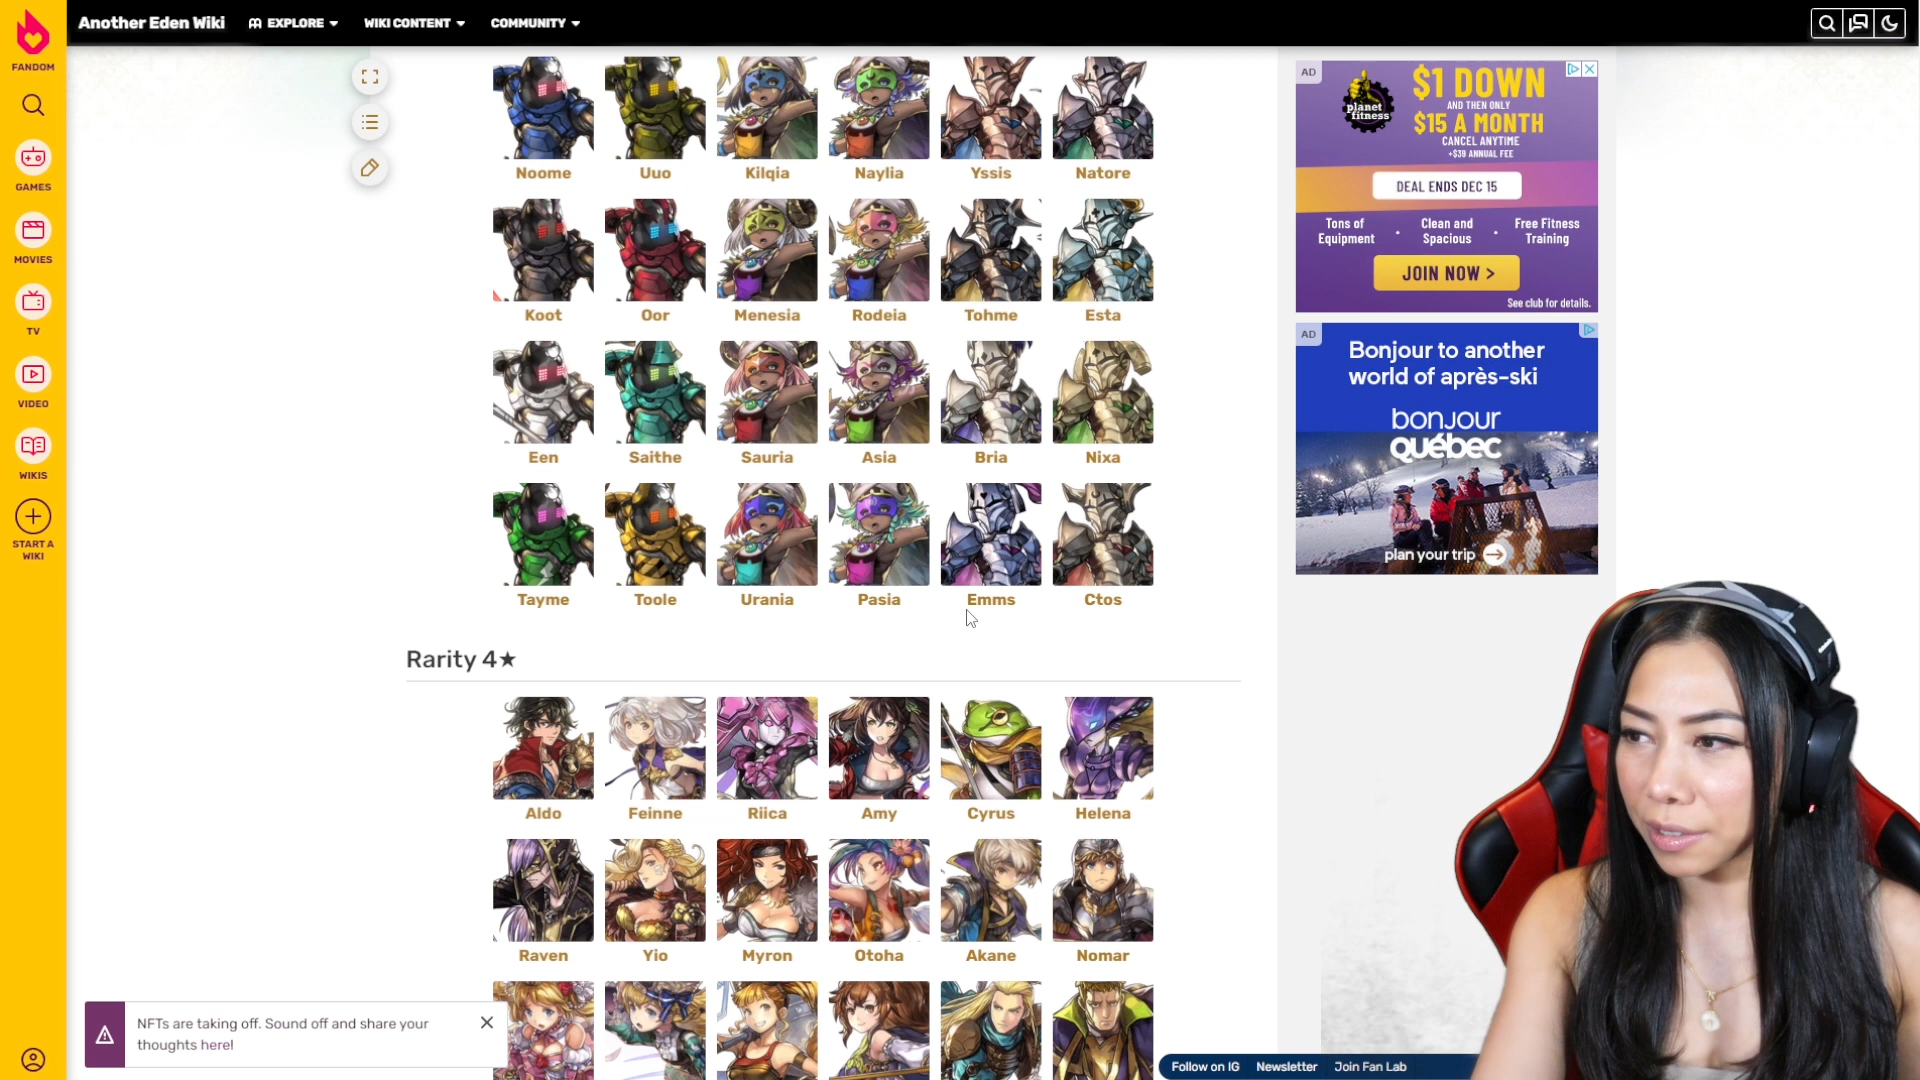 Another Eden Wiki
EXPLORE
WIKI CONTENT
COMMUNITY
FANDOM
GAMES
MOVIES
TV
VIDEO
WIKIS
START A
WIKI
Noome
Uuo
Kilqia
Naylia
Yssis
Natore
Koot
Oor
Menesia
Rodeia
Tohme
Esta
Een
Saithe
Sauria
Asia
Bria
Nixa
Tayme
Toole
Urania
Pasia
Emms
Ctos
Rarity 4★
Aldo
Feinne
Riica
Amy
Cyrus
Helena
Raven
Yio
Myron
Otoha
Akane
Nomar
AD
planet
fitness
$1 DOWN
AND THEN ONLY
$15 A MONTH
CANCEL ANYTIME
+$39 ANNUAL FEE
DEAL ENDS DEC 15
Tons of
Equipment
•
Clean and
Spacious
•
Free Fitness
Training
JOIN NOW >
See club for details.
AD
Bonjour to another
world of après-ski
bonjour
québec
plan your trip
NFTs are taking off. Sound off and share your
thoughts here!
Follow on IG
Newsletter
Join Fan Lab